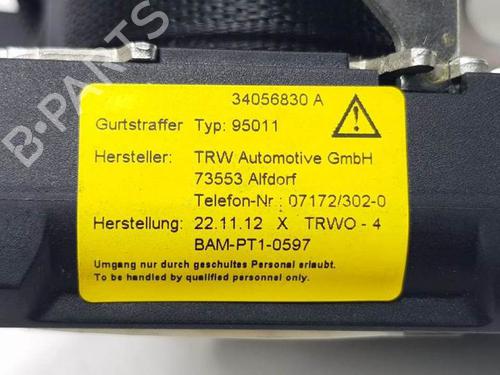 34056830 A
Gurtstraffer Typ: 95011
Hersteller: TRW Automotive GmbH
73553 Alfdorf
Telefon-Nr : 07172/302-0
Herstellung: 22.11.12 X TRWO - 4
BAM-PT1-0597
Umgang nur durch geschultes Personal erlaubt.
To be handled by qualified personnel only.
B-PARTS